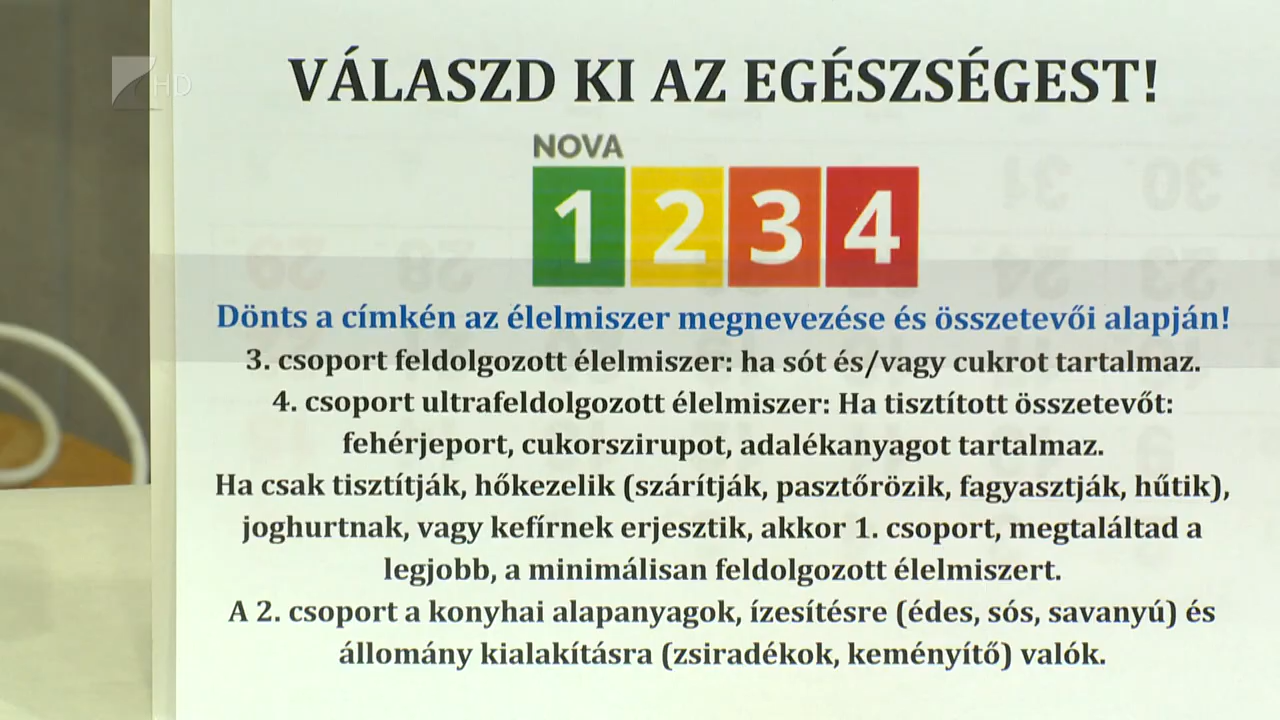 HD
VÁLASZD KI AZ EGÉSZSÉGEST!
NOVA
1 2 3 4
Dönts a címkén az élelmiszer megnevezése és összetevői alapján!
3. csoport feldolgozott élelmiszer: ha sót és/vagy cukrot tartalmaz.
4. csoport ultrafeldolgozott élelmiszer: Ha tisztított összetevőt:
fehérjeport, cukorszirupot, adalékanyagot tartalmaz.
Ha csak tisztítják, hőkezelik (szárítják, pasztőrözik, fagyasztják, hűtik),
joghurtnak, vagy kefírnek erjesztik, akkor 1. csoport, megtaláltad a
legjobb, a minimálisan feldolgozott élelmiszert.
A 2. csoport a konyhai alapanyagok, ízesítésre (édes, sós, savanyú) és
állomány kialakításra (zsiradékok, keményítő) valók.